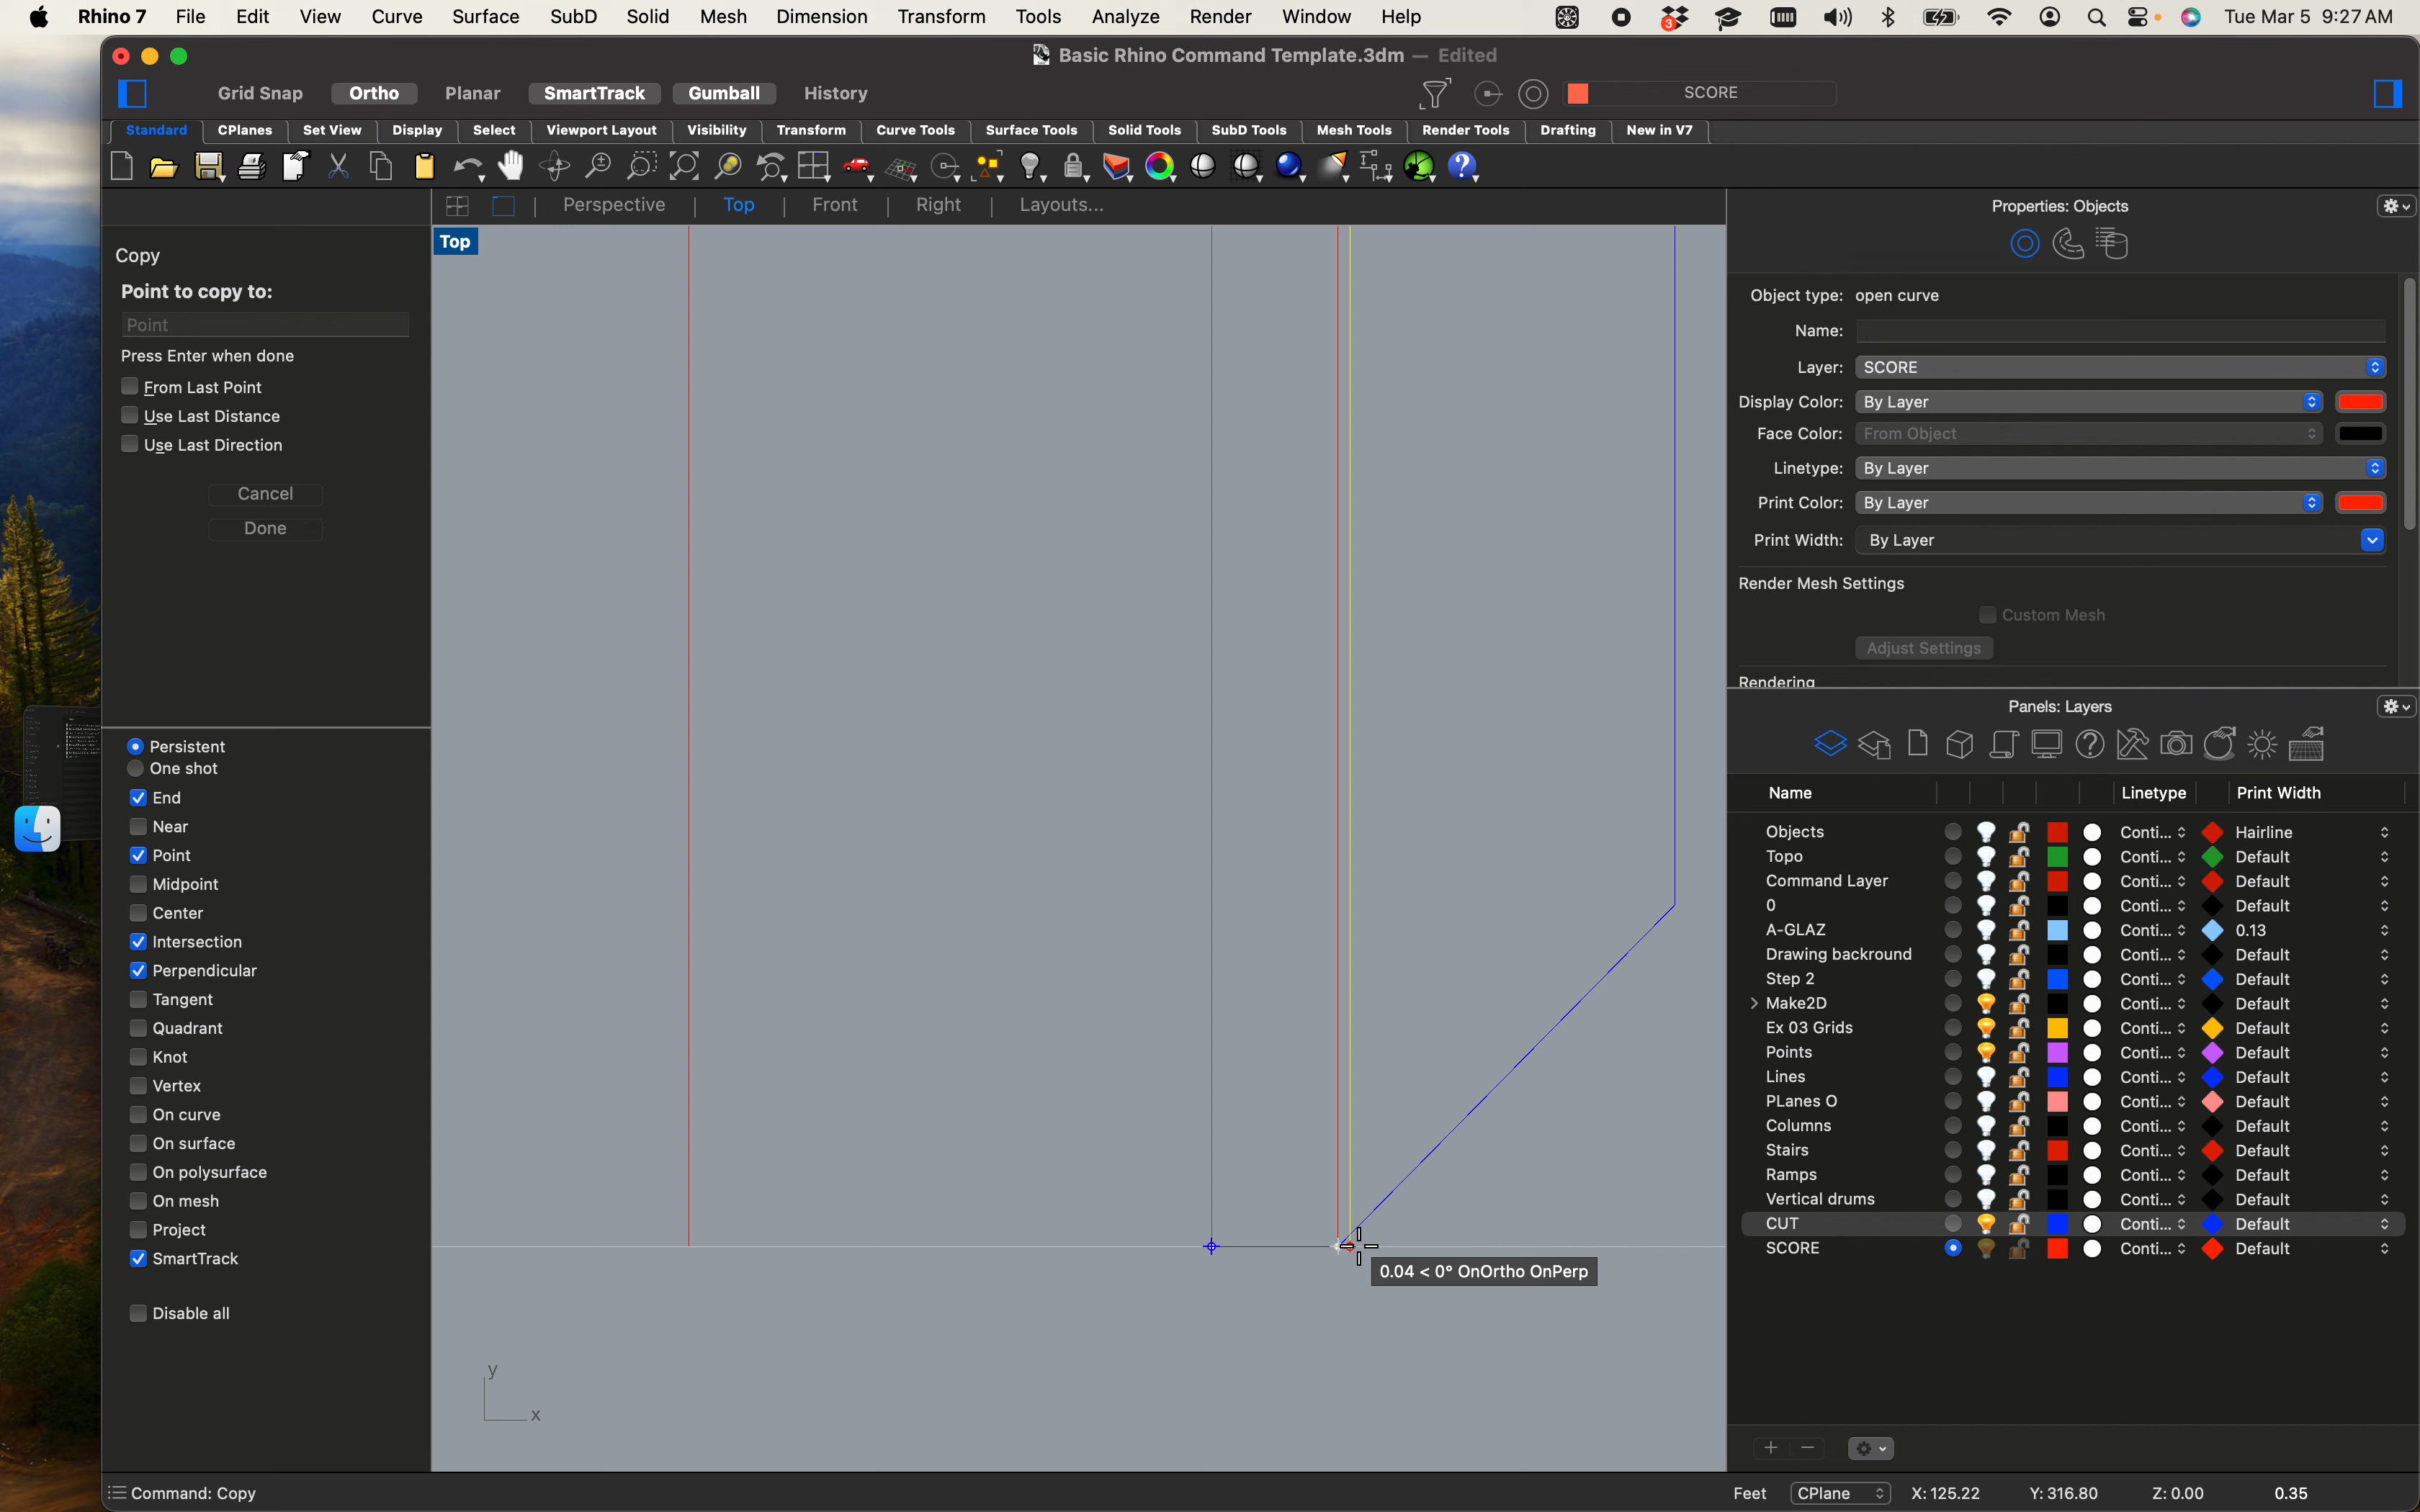 Rhino 7 File Edit View Curve Surface SubD Solid Mesh Dimension Transform Tools Analyze Render Window Help 3 Tue Mar 5 9:27 AM
Basic Rhino Command Template.3dm — Edited
Grid Snap Ortho Planar SmartTrack Gumball History SCORE
Standard CPlanes Set View Display Select Viewport Layout Visibility Transform Curve Tools Surface Tools Solid Tools SubD Tools Mesh Tools Render Tools Drafting New in V7
Perspective Top Front Right Layouts...
Top
Copy
Point to copy to:
Point
Press Enter when done
From Last Point
Use Last Distance
Use Last Direction
Cancel
Done
Persistent
One shot
End
Near
Point
Midpoint
Center
Intersection
Perpendicular
Tangent
Quadrant
Knot
Vertex
On curve
On surface
On polysurface
On mesh
Project
SmartTrack
Disable all
0.04 < 0° OnOrtho OnPerp
y
x
Properties: Objects
Object type: open curve
Name:
Layer: SCORE
Display Color: By Layer
Face Color: From Object
Linetype: By Layer
Print Color: By Layer
Print Width: By Layer
Render Mesh Settings
Custom Mesh
Adjust Settings
Rendering
Panels: Layers
Name Linetype Print Width
Objects Conti... Hairline
Topo Conti... Default
Command Layer Conti... Default
0 Conti... Default
A-GLAZ Conti... 0.13
Drawing backround Conti... Default
Step 2 Conti... Default
Make2D Conti... Default
Ex 03 Grids Conti... Default
Points Conti... Default
Lines Conti... Default
PLanes O Conti... Default
Columns Conti... Default
Stairs Conti... Default
Ramps Conti... Default
Vertical drums Conti... Default
CUT Conti... Default
SCORE Conti... Default
Command: Copy
Feet CPlane X: 125.22 Y: 316.80 Z: 0.00 0.35